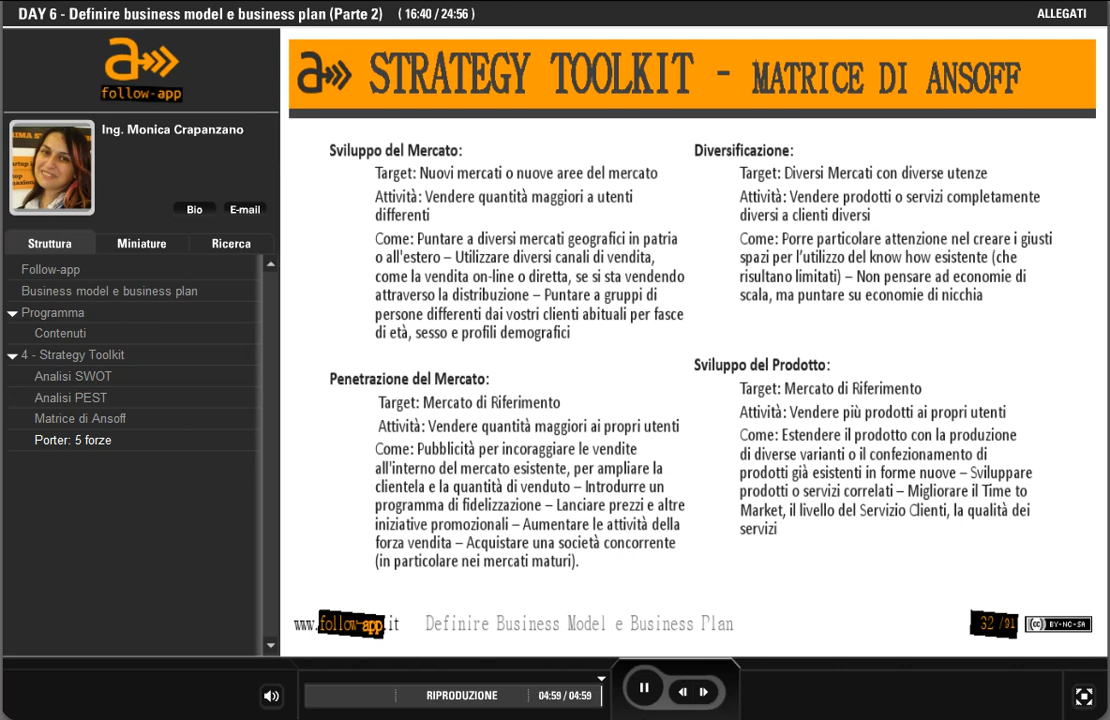 DAY 6 - Definire business model e business plan (Parte 2) ( 16:40 / 24:56 )
ALLEGATI
a
follow-app
Ing. Monica Crapanzano
Bio
E-mail
Struttura
Miniature
Ricerca
Follow-app
Business model e business plan
Programma
Contenuti
4 - Strategy Toolkit
Analisi SWOT
Analisi PEST
Matrice di Ansoff
Porter: 5 forze
a STRATEGY TOOLKIT - MATRICE DI ANSOFF
Sviluppo del Mercato:
Target: Nuovi mercati o nuove aree del mercato
Attività: Vendere quantità maggiori a utenti
differenti
Come: Puntare a diversi mercati geografici in patria
o all'estero – Utilizzare diversi canali di vendita,
come la vendita on-line o diretta, se si sta vendendo
attraverso la distribuzione – Puntare a gruppi di
persone differenti dai vostri clienti abituali per fasce
di età, sesso e profili demografici
Penetrazione del Mercato:
Target: Mercato di Riferimento
Attività: Vendere quantità maggiori ai propri utenti
Come: Pubblicità per incoraggiare le vendite
all'interno del mercato esistente, per ampliare la
clientela e la quantità di venduto – Introdurre un
programma di fidelizzazione – Lanciare prezzi e altre
iniziative promozionali – Aumentare le attività della
forza vendita – Acquistare una società concorrente
(in particolare nei mercati maturi).
Diversificazione:
Target: Diversi Mercati con diverse utenze
Attività: Vendere prodotti o servizi completamente
diversi a clienti diversi
Come: Porre particolare attenzione nel creare i giusti
spazi per l'utilizzo del know how esistente (che
risultano limitati) – Non pensare ad economie di
scala, ma puntare su economie di nicchia
Sviluppo del Prodotto:
Target: Mercato di Riferimento
Attività: Vendere più prodotti ai propri utenti
Come: Estendere il prodotto con la produzione
di diverse varianti o il confezionamento di
prodotti già esistenti in forme nuove – Sviluppare
prodotti o servizi correlati – Migliorare il Time to
Market, il livello del Servizio Clienti, la qualità dei
servizi
www.follow-app.it
Definire Business Model e Business Plan
32 /91
(cc) BY-NC-SA
RIPRODUZIONE
04:59 / 04:59